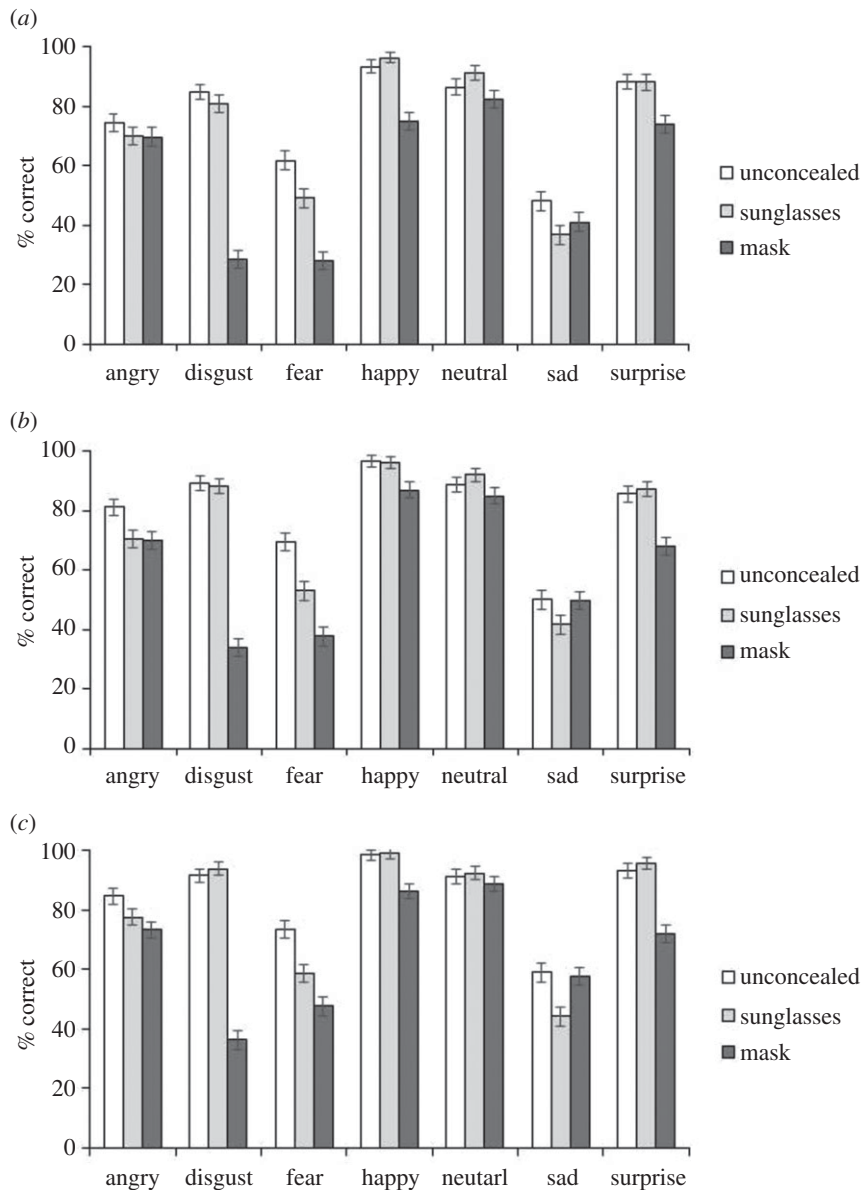 (a)
100
80
60
40
20
0
% correct
angry disgust fear happy neutral sad surprise
unconcealed
sunglasses
mask
(b)
100
80
60
40
20
0
% correct
angry disgust fear happy neutral sad surprise
unconcealed
sunglasses
mask
(c)
100
80
60
40
20
0
% correct
angry disgust fear happy neutarl sad surprise
unconcealed
sunglasses
mask